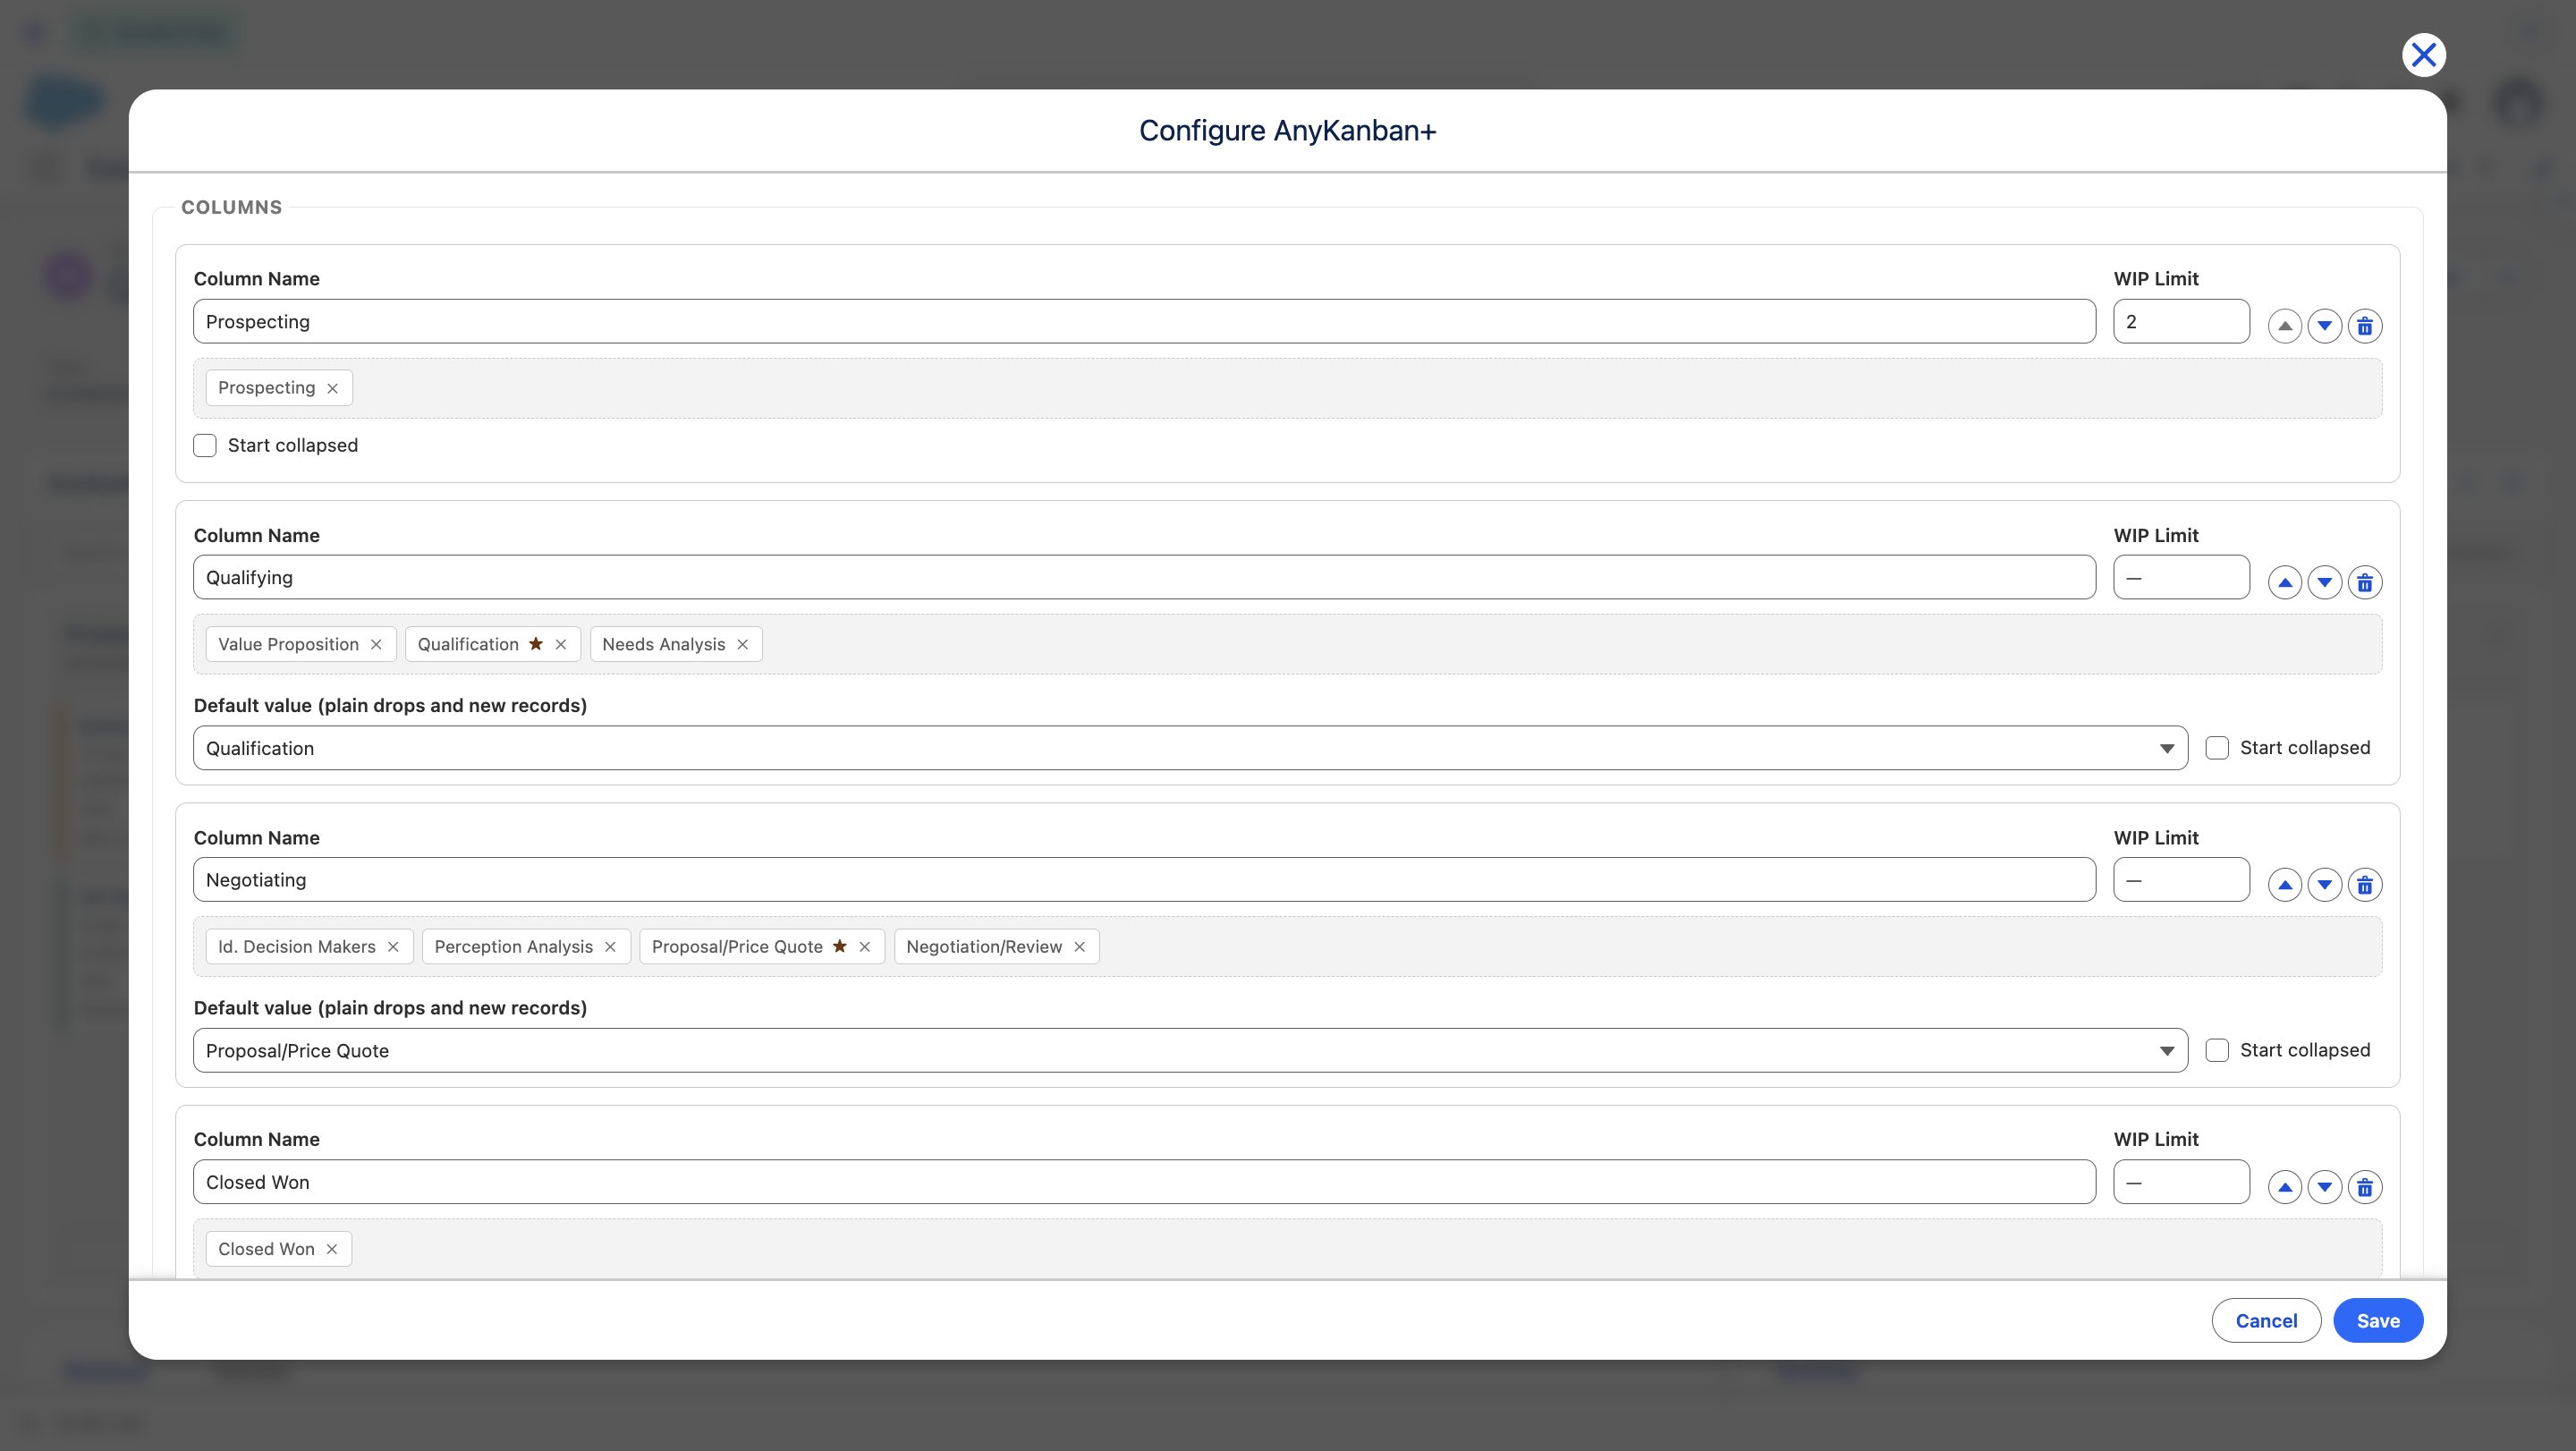 Configure AnyKanban+
COLUMNS
Column Name WIP Limit
Prospecting 2
Prospecting
Start collapsed
Column Name WIP Limit
Qualifying —
Value Proposition Qualification ★ Needs Analysis
Default value (plain drops and new records)
Qualification Start collapsed
Column Name WIP Limit
Negotiating —
Id. Decision Makers Perception Analysis Proposal/Price Quote ★ Negotiation/Review
Default value (plain drops and new records)
Proposal/Price Quote Start collapsed
Column Name WIP Limit
Closed Won —
Closed Won
Cancel Save